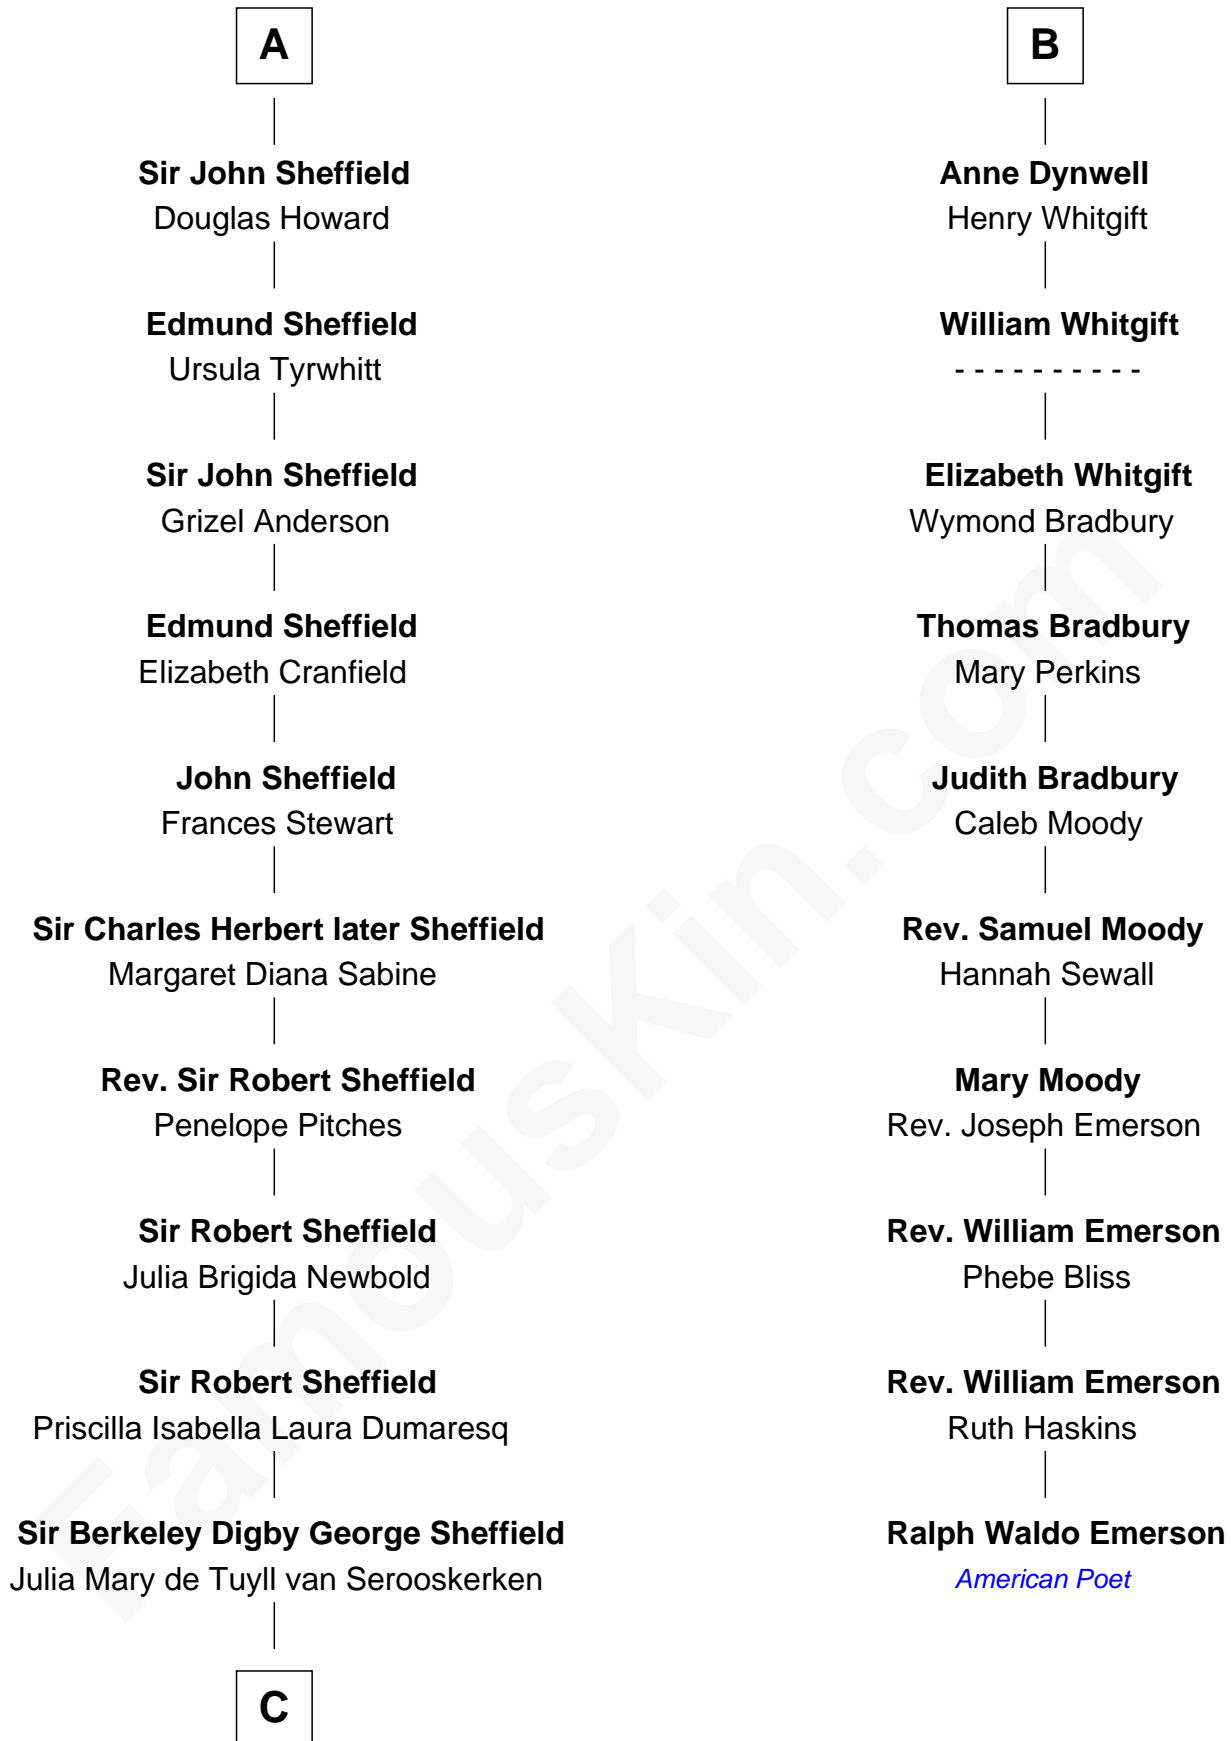 A
Sir John Sheffield
Douglas Howard
Edmund Sheffield
Ursula Tyrwhitt
Sir John Sheffield
Grizel Anderson
Edmund Sheffield
Elizabeth Cranfield
John Sheffield
Frances Stewart
Sir Charles Herbert later Sheffield
Margaret Diana Sabine
Rev. Sir Robert Sheffield
Penelope Pitches
Sir Robert Sheffield
Julia Brigida Newbold
Sir Robert Sheffield
Priscilla Isabella Laura Dumaresq
Sir Berkeley Digby George Sheffield
Julia Mary de Tuyll van Serooskerken
C
B
Anne Dynwell
Henry Whitgift
William Whitgift
- - - - - - - - - -
Elizabeth Whitgift
Wymond Bradbury
Thomas Bradbury
Mary Perkins
Judith Bradbury
Caleb Moody
Rev. Samuel Moody
Hannah Sewall
Mary Moody
Rev. Joseph Emerson
Rev. William Emerson
Phebe Bliss
Rev. William Emerson
Ruth Haskins
Ralph Waldo Emerson
American Poet
FamousKin.com